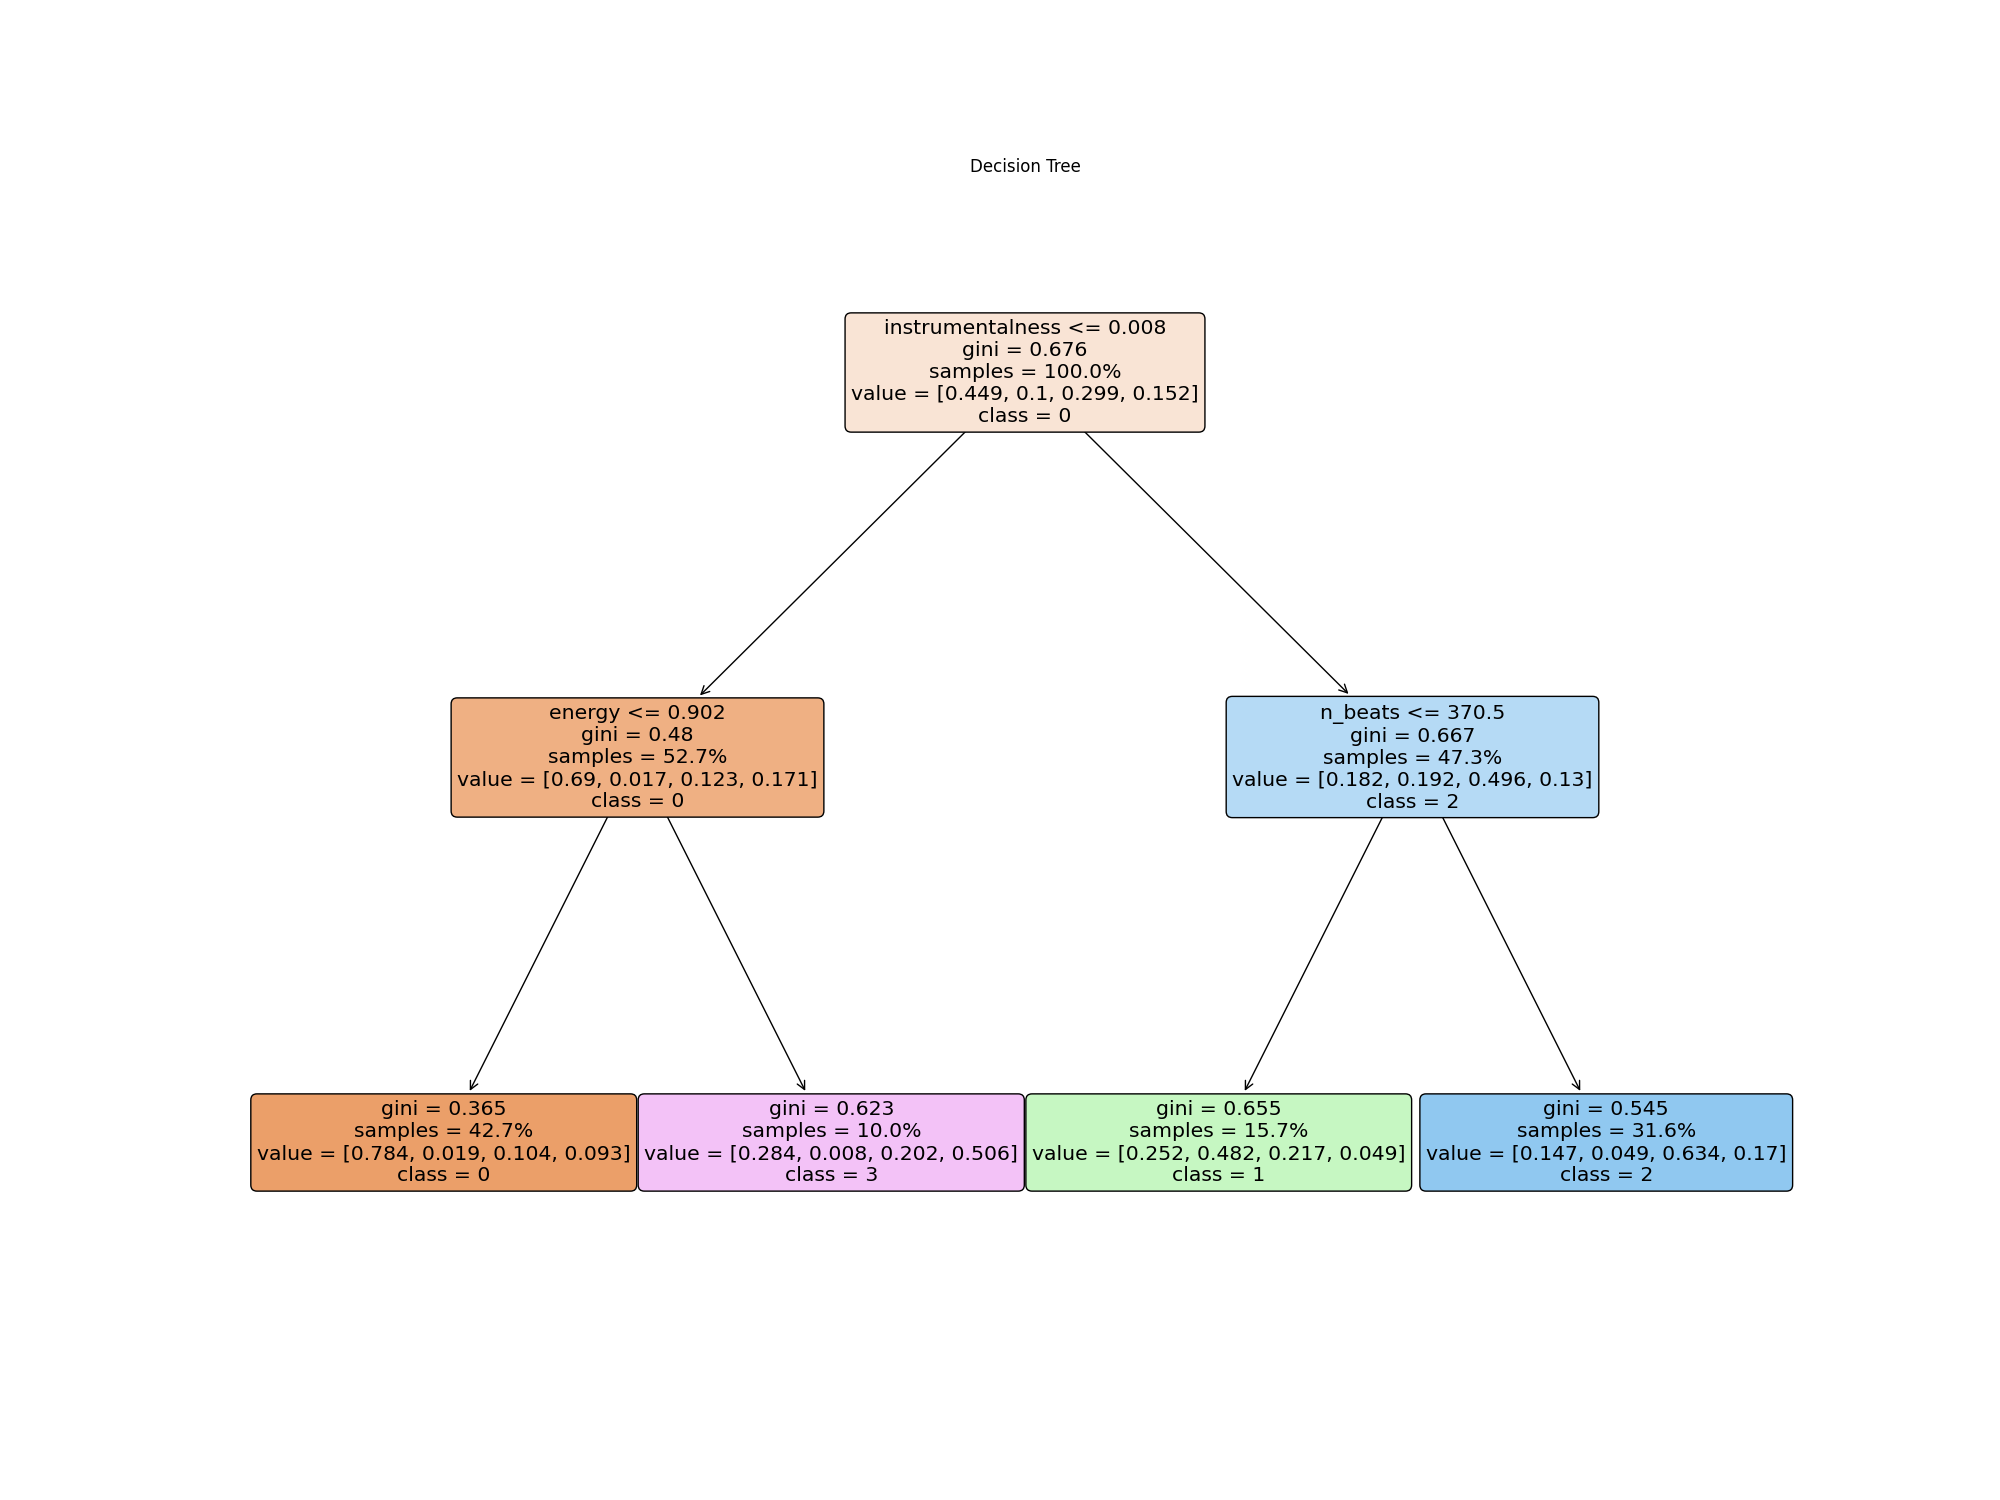 Decision Tree
instrumentalness <= 0.008
gini = 0.676
samples = 100.0%
value = [0.449, 0.1, 0.299, 0.152]
class = 0
energy <= 0.902
gini = 0.48
samples = 52.7%
value = [0.69, 0.017, 0.123, 0.171]
class = 0
n_beats <= 370.5
gini = 0.667
samples = 47.3%
value = [0.182, 0.192, 0.496, 0.13]
class = 2
gini = 0.365
samples = 42.7%
value = [0.784, 0.019, 0.104, 0.093]
class = 0
gini = 0.623
samples = 10.0%
value = [0.284, 0.008, 0.202, 0.506]
class = 3
gini = 0.655
samples = 15.7%
value = [0.252, 0.482, 0.217, 0.049]
class = 1
gini = 0.545
samples = 31.6%
value = [0.147, 0.049, 0.634, 0.17]
class = 2